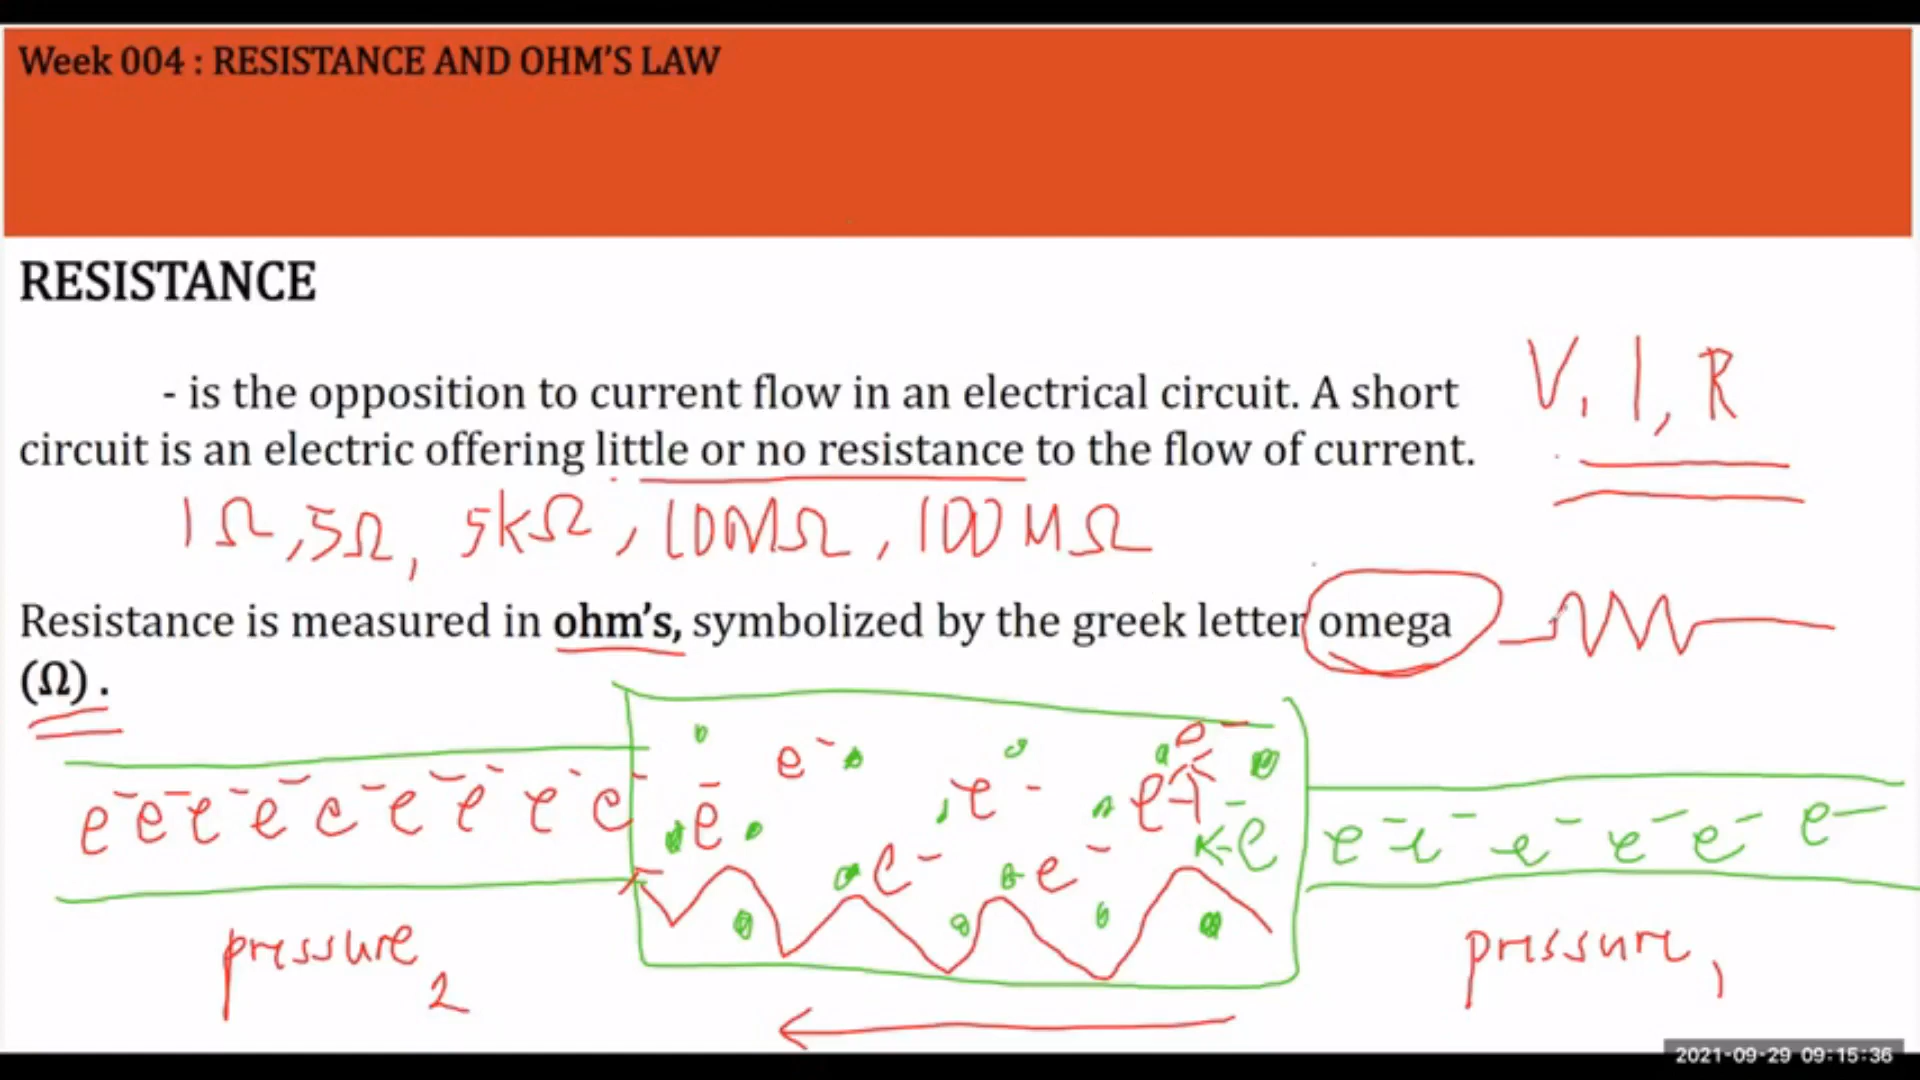 Week 004 : RESISTANCE AND OHM'S LAW
RESISTANCE
- is the opposition to current flow in an electrical circuit. A short
circuit is an electric offering little or no resistance to the flow of current.
V, I, R
1Ω, 5Ω, 5kΩ, 10MΩ, 100MΩ
Resistance is measured in ohm's, symbolized by the greek letter omega
(Ω) .
e⁻ e⁻ e⁻ e⁻ e⁻ e⁻ e⁻ e⁻ e⁻ e⁻ e⁻ e⁻ e⁻ e⁻ e⁻ e⁻ e⁻ e⁻ e⁻ e⁻ e⁻
pressure 2
pressure 1
2021-09-29 09:15:36